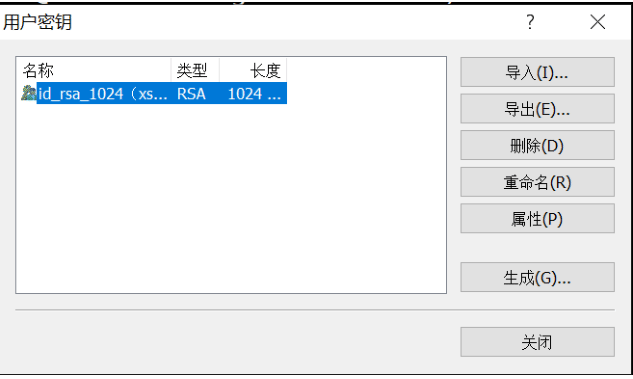 用户密钥
名称 类型 长度
id_rsa_1024（xs... RSA 1024 ...
导入(I)...
导出(E)...
删除(D)
重命名(R)
属性(P)
生成(G)...
关闭